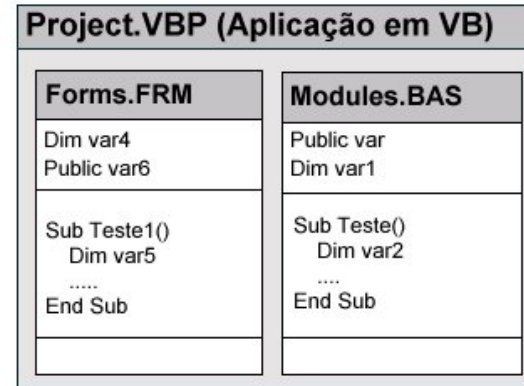 Project.VBP (Aplicação em VB)
Forms.FRM
Dim var4
Public var6
Sub Teste1()
Dim var5
.....
End Sub
Modules.BAS
Public var
Dim var1
Sub Teste()
Dim var2
....
End Sub